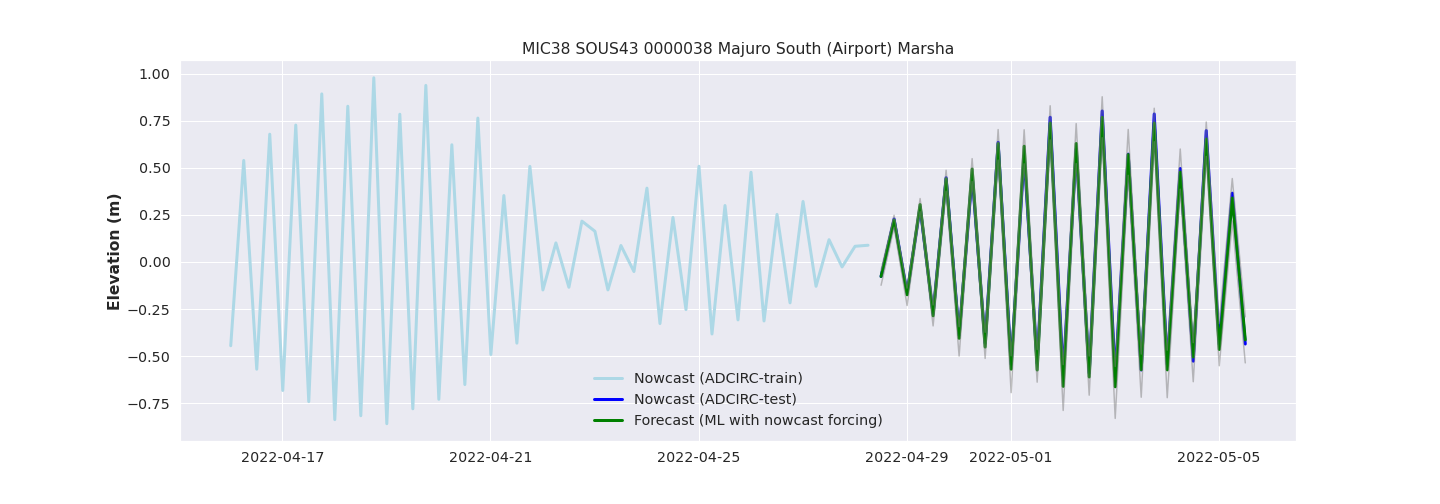 MIC38 SOUS43 0000038 Majuro South (Airport) Marsha
1.00
0.75
0.50
0.25
0.00
−0.25
−0.50
−0.75
Elevation (m)
Nowcast (ADCIRC-train)
Nowcast (ADCIRC-test)
Forecast (ML with nowcast forcing)
2022-04-17 2022-04-21 2022-04-25 2022-04-29 2022-05-01 2022-05-05